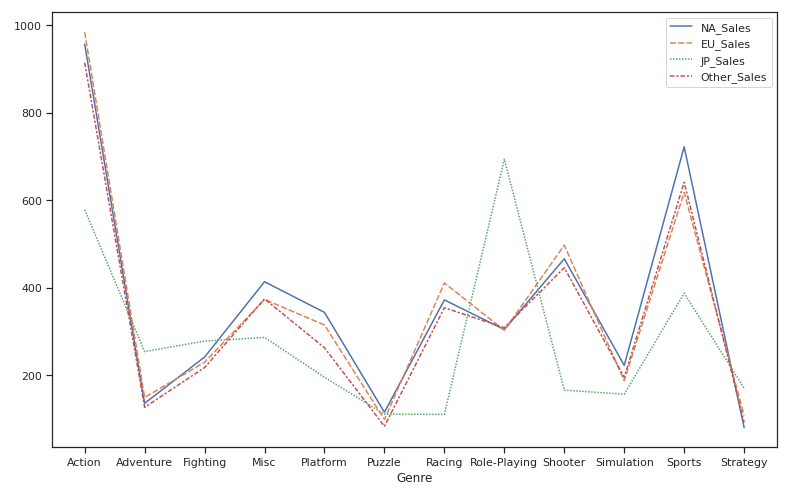 1000
800
600
400
200
NA_Sales
EU_Sales
JP_Sales
Other_Sales
Action Adventure Fighting Misc Platform Puzzle Racing Role-Playing Shooter Simulation Sports Strategy
Genre